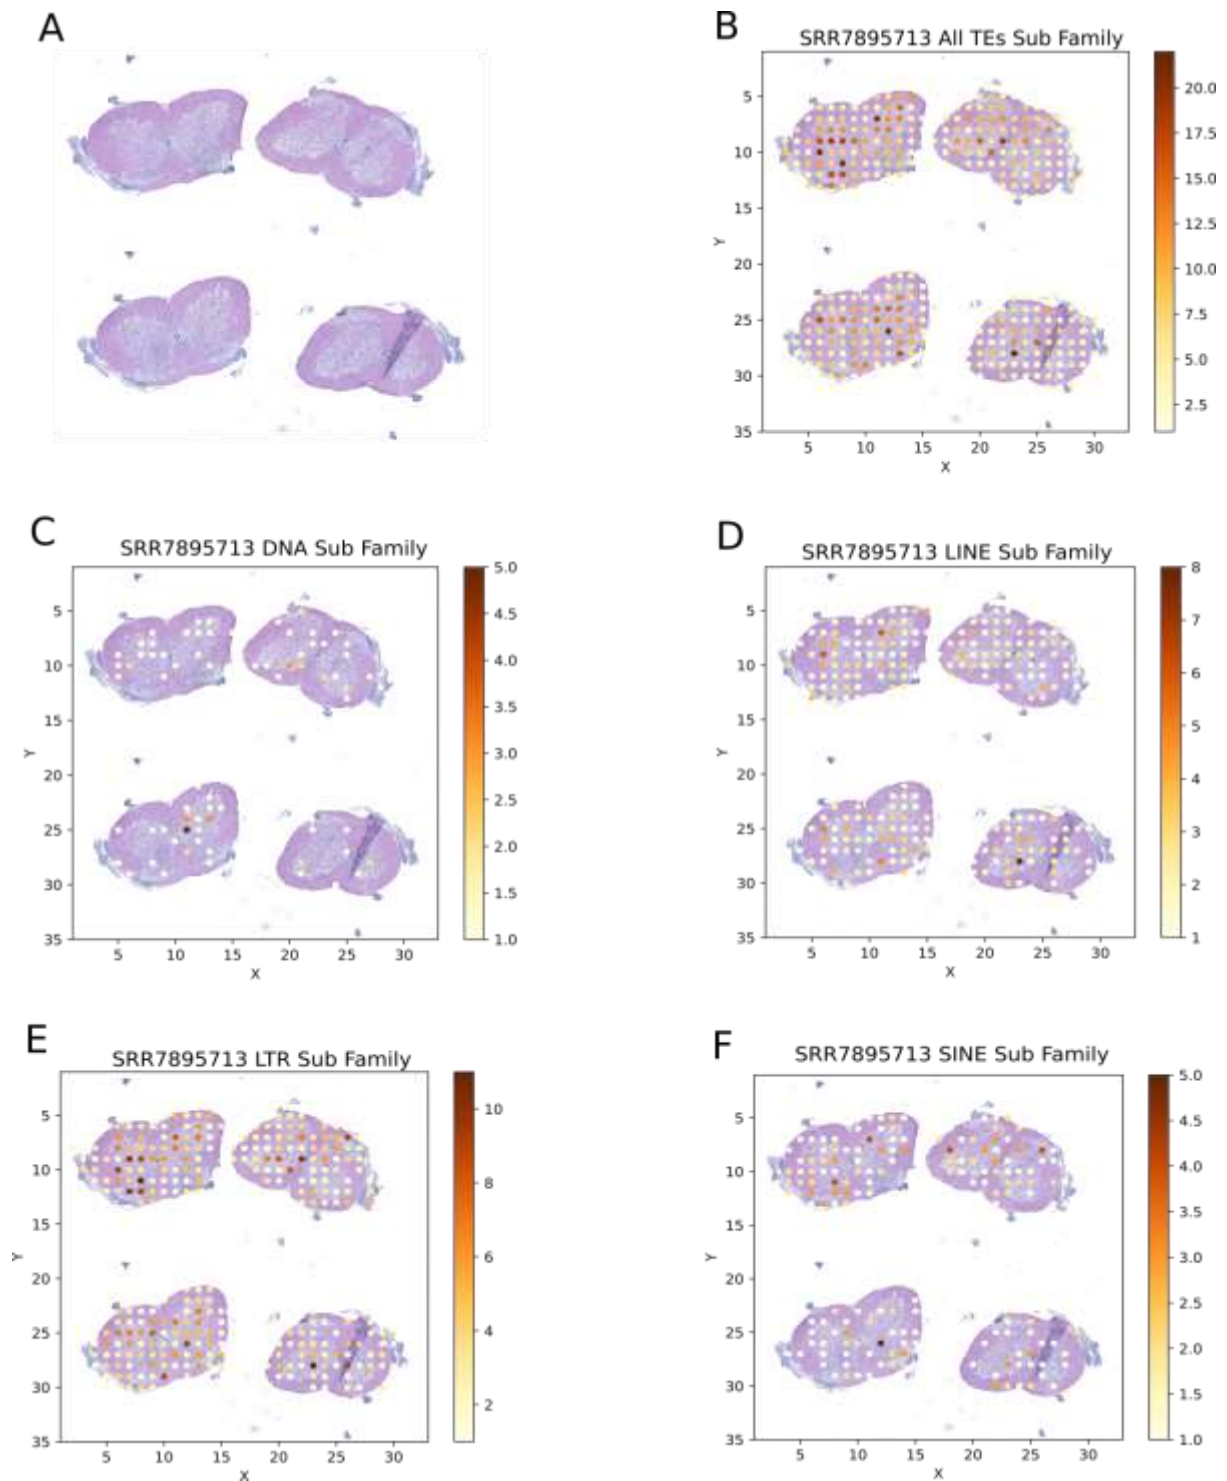 A
B
SRR7895713 All TEs Sub Family
5
10
15
20
25
30
35
Y
5 10 15 20 25 30
X
20.0
17.5
15.0
12.5
10.0
7.5
5.0
2.5
C
SRR7895713 DNA Sub Family
5
10
15
20
25
30
35
Y
5 10 15 20 25 30
X
5.0
4.5
4.0
3.5
3.0
2.5
2.0
1.5
1.0
D
SRR7895713 LINE Sub Family
5
10
15
20
25
30
35
Y
5 10 15 20 25 30
X
8
7
6
5
4
3
2
1
E
SRR7895713 LTR Sub Family
5
10
15
20
25
30
35
Y
5 10 15 20 25 30
X
10
8
6
4
2
F
SRR7895713 SINE Sub Family
5
10
15
20
25
30
35
Y
5 10 15 20 25 30
X
5.0
4.5
4.0
3.5
3.0
2.5
2.0
1.5
1.0